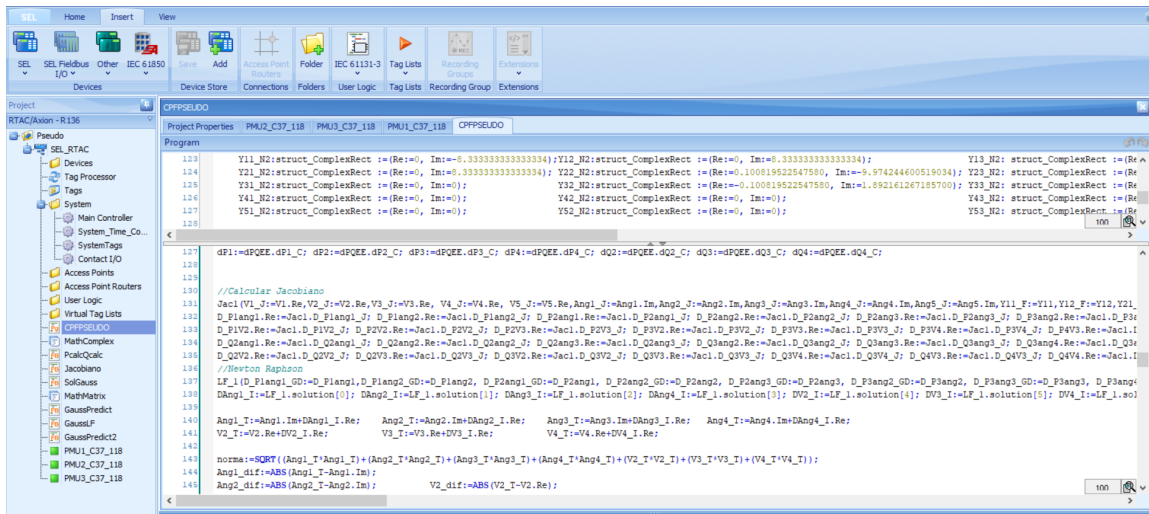 SEL Home Insert View
SEL SEL Fieldbus I/O Other IEC 61850 Save Add Access Point Routers Folder IEC 61131-3 Tag Lists Recording Groups Extensions
Devices Device Store Connections Folders User Logic Tag Lists Recording Group Extensions
Project
RTAC/Axion - R136
Pseudo
SEL_RTAC
Devices
Tag Processor
Tags
System
Main Controller
System_Time_Co...
SystemTags
Contact I/O
Access Points
Access Point Routers
User Logic
Virtual Tag Lists
CPFPSEUDO
MathComplex
PcalcQcalc
Jacobiano
SolGauss
MathMatrix
GaussPredict
GaussLF
GaussPredict2
PMU1_C37_118
PMU2_C37_118
PMU3_C37_118
CPFPSEUDO
Project Properties PMU2_C37_118 PMU3_C37_118 PMU1_C37_118 CPFPSEUDO
Program
123 Y11_N2:struct_ComplexRect :=(Re:=0, Im:=-8.333333333333334);Y12_N2:struct_ComplexRect :=(Re:=0, Im:=8.333333333333334); Y13_N2: struct_ComplexRect :=(Re
124 Y21_N2:struct_ComplexRect :=(Re:=0, Im:=8.333333333333334); Y22_N2:struct_ComplexRect :=(Re:=0.100819522547580, Im:=-9.974244600519034); Y23_N2: struct_ComplexRect :=(Re
125 Y31_N2:struct_ComplexRect :=(Re:=0, Im:=0); Y32_N2:struct_ComplexRect :=(Re:=-0.100819522547580, Im:=1.892161267185700); Y33_N2: struct_ComplexRect :=(Re
126 Y41_N2:struct_ComplexRect :=(Re:=0, Im:=0); Y42_N2:struct_ComplexRect :=(Re:=0, Im:=0); Y43_N2: struct_ComplexRect :=(Re
127 Y51_N2:struct_ComplexRect :=(Re:=0, Im:=0); Y52_N2:struct_ComplexRect :=(Re:=0, Im:=0); Y53_N2: struct_ComplexRect :=(Re
128
100
127 dP1:=dPQEE.dP1_C; dP2:=dPQEE.dP2_C; dP3:=dPQEE.dP3_C; dP4:=dPQEE.dP4_C; dQ2:=dPQEE.dQ2_C; dQ3:=dPQEE.dQ3_C; dQ4:=dPQEE.dQ4_C;
128
129
130 //Calcular Jacobiano
131 Jac1(V1_J:=V1.Re,V2_J:=V2.Re,V3_J:=V3.Re, V4_J:=V4.Re, V5_J:=V5.Re,Ang1_J:=Ang1.Im,Ang2_J:=Ang2.Im,Ang3_J:=Ang3.Im,Ang4_J:=Ang4.Im,Ang5_J:=Ang5.Im,Y11_F:=Y11,Y12_F:=Y12,Y21_
132 D_P1ang1.Re:=Jac1.D_P1ang1_J; D_P1ang2.Re:=Jac1.D_P1ang2_J; D_P2ang1.Re:=Jac1.D_P2ang1_J; D_P2ang2.Re:=Jac1.D_P2ang2_J; D_P2ang3.Re:=Jac1.D_P2ang3_J; D_P3ang2.Re:=Jac1.D_P3a
133 D_P1V2.Re:=Jac1.D_P1V2_J; D_P2V2.Re:=Jac1.D_P2V2_J; D_P2V3.Re:=Jac1.D_P2V3_J; D_P3V2.Re:=Jac1.D_P3V2_J; D_P3V3.Re:=Jac1.D_P3V3_J; D_P3V4.Re:=Jac1.D_P3V4_J; D_P4V3.Re:=Jac1.D
134 D_Q2ang1.Re:=Jac1.D_Q2ang1_J; D_Q2ang2.Re:=Jac1.D_Q2ang2_J; D_Q2ang3.Re:=Jac1.D_Q2ang3_J; D_Q3ang2.Re:=Jac1.D_Q3ang2_J; D_Q3ang3.Re:=Jac1.D_Q3ang3_J; D_Q3ang4.Re:=Jac1.D_Q3a
135 D_Q2V2.Re:=Jac1.D_Q2V2_J; D_Q2V3.Re:=Jac1.D_Q2V3_J; D_Q3V2.Re:=Jac1.D_Q3V2_J; D_Q3V3.Re:=Jac1.D_Q3V3_J; D_Q3V4.Re:=Jac1.D_Q3V4_J; D_Q4V3.Re:=Jac1.D_Q4V3_J; D_Q4V4.Re:=Jac1.D
136 //Newton Raphson
137 LF_1(D_P1ang1_GD:=D_P1ang1,D_P1ang2_GD:=D_P1ang2, D_P2ang1_GD:=D_P2ang1, D_P2ang2_GD:=D_P2ang2, D_P2ang3_GD:=D_P2ang3, D_P3ang2_GD:=D_P3ang2, D_P3ang3_GD:=D_P3ang3, D_P3ang4
138 DAng1_I:=LF_1.solution[0]; DAng2_I:=LF_1.solution[1]; DAng3_I:=LF_1.solution[2]; DAng4_I:=LF_1.solution[3]; DV2_I:=LF_1.solution[4]; DV3_I:=LF_1.solution[5]; DV4_I:=LF_1.sol
139
140 Ang1_T:=Ang1.Im+DAng1_I.Re; Ang2_T:=Ang2.Im+DAng2_I.Re; Ang3_T:=Ang3.Im+DAng3_I.Re; Ang4_T:=Ang4.Im+DAng4_I.Re;
141 V2_T:=V2.Re+DV2_I.Re; V3_T:=V3.Re+DV3_I.Re; V4_T:=V4.Re+DV4_I.Re;
142
143 norma:=SQRT((Ang1_T*Ang1_T)+(Ang2_T*Ang2_T)+(Ang3_T*Ang3_T)+(Ang4_T*Ang4_T)+(V2_T*V2_T)+(V3_T*V3_T)+(V4_T*V4_T));
144 Ang1_dif:=ABS(Ang1_T-Ang1.Im);
145 Ang2_dif:=ABS(Ang2_T-Ang2.Im); V2_dif:=ABS(V2_T-V2.Re);
100